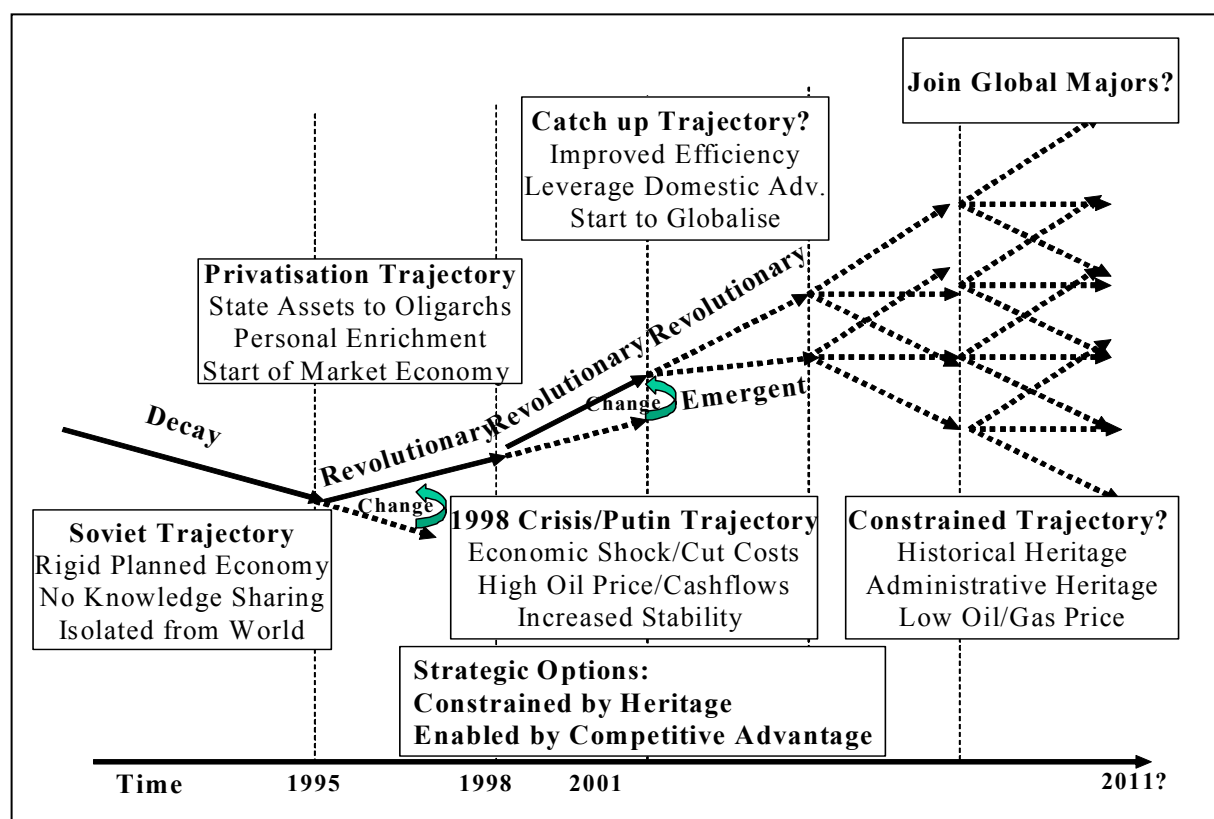 Join Global Majors?
Catch up Trajectory?
Improved Efficiency
Leverage Domestic Adv.
Start to Globalise
Privatisation Trajectory
State Assets to Oligarchs
Personal Enrichment
Start of Market Economy
Decay
Revolutionary
Revolutionary
Revolutionary
Change
Change
Emergent
Soviet Trajectory
Rigid Planned Economy
No Knowledge Sharing
Isolated from World
1998 Crisis/Putin Trajectory
Economic Shock/Cut Costs
High Oil Price/Cashflows
Increased Stability
Constrained Trajectory?
Historical Heritage
Administrative Heritage
Low Oil/Gas Price
Strategic Options:
Constrained by Heritage
Enabled by Competitive Advantage
Time 1995 1998 2001 2011?